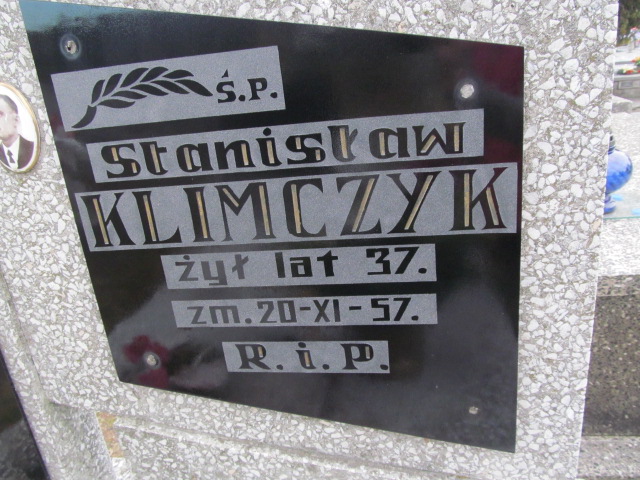 Ś.P.
Stanisław
KLIMCZYK
żył lat 37.
zm. 20-XI-57.
R.i.P.